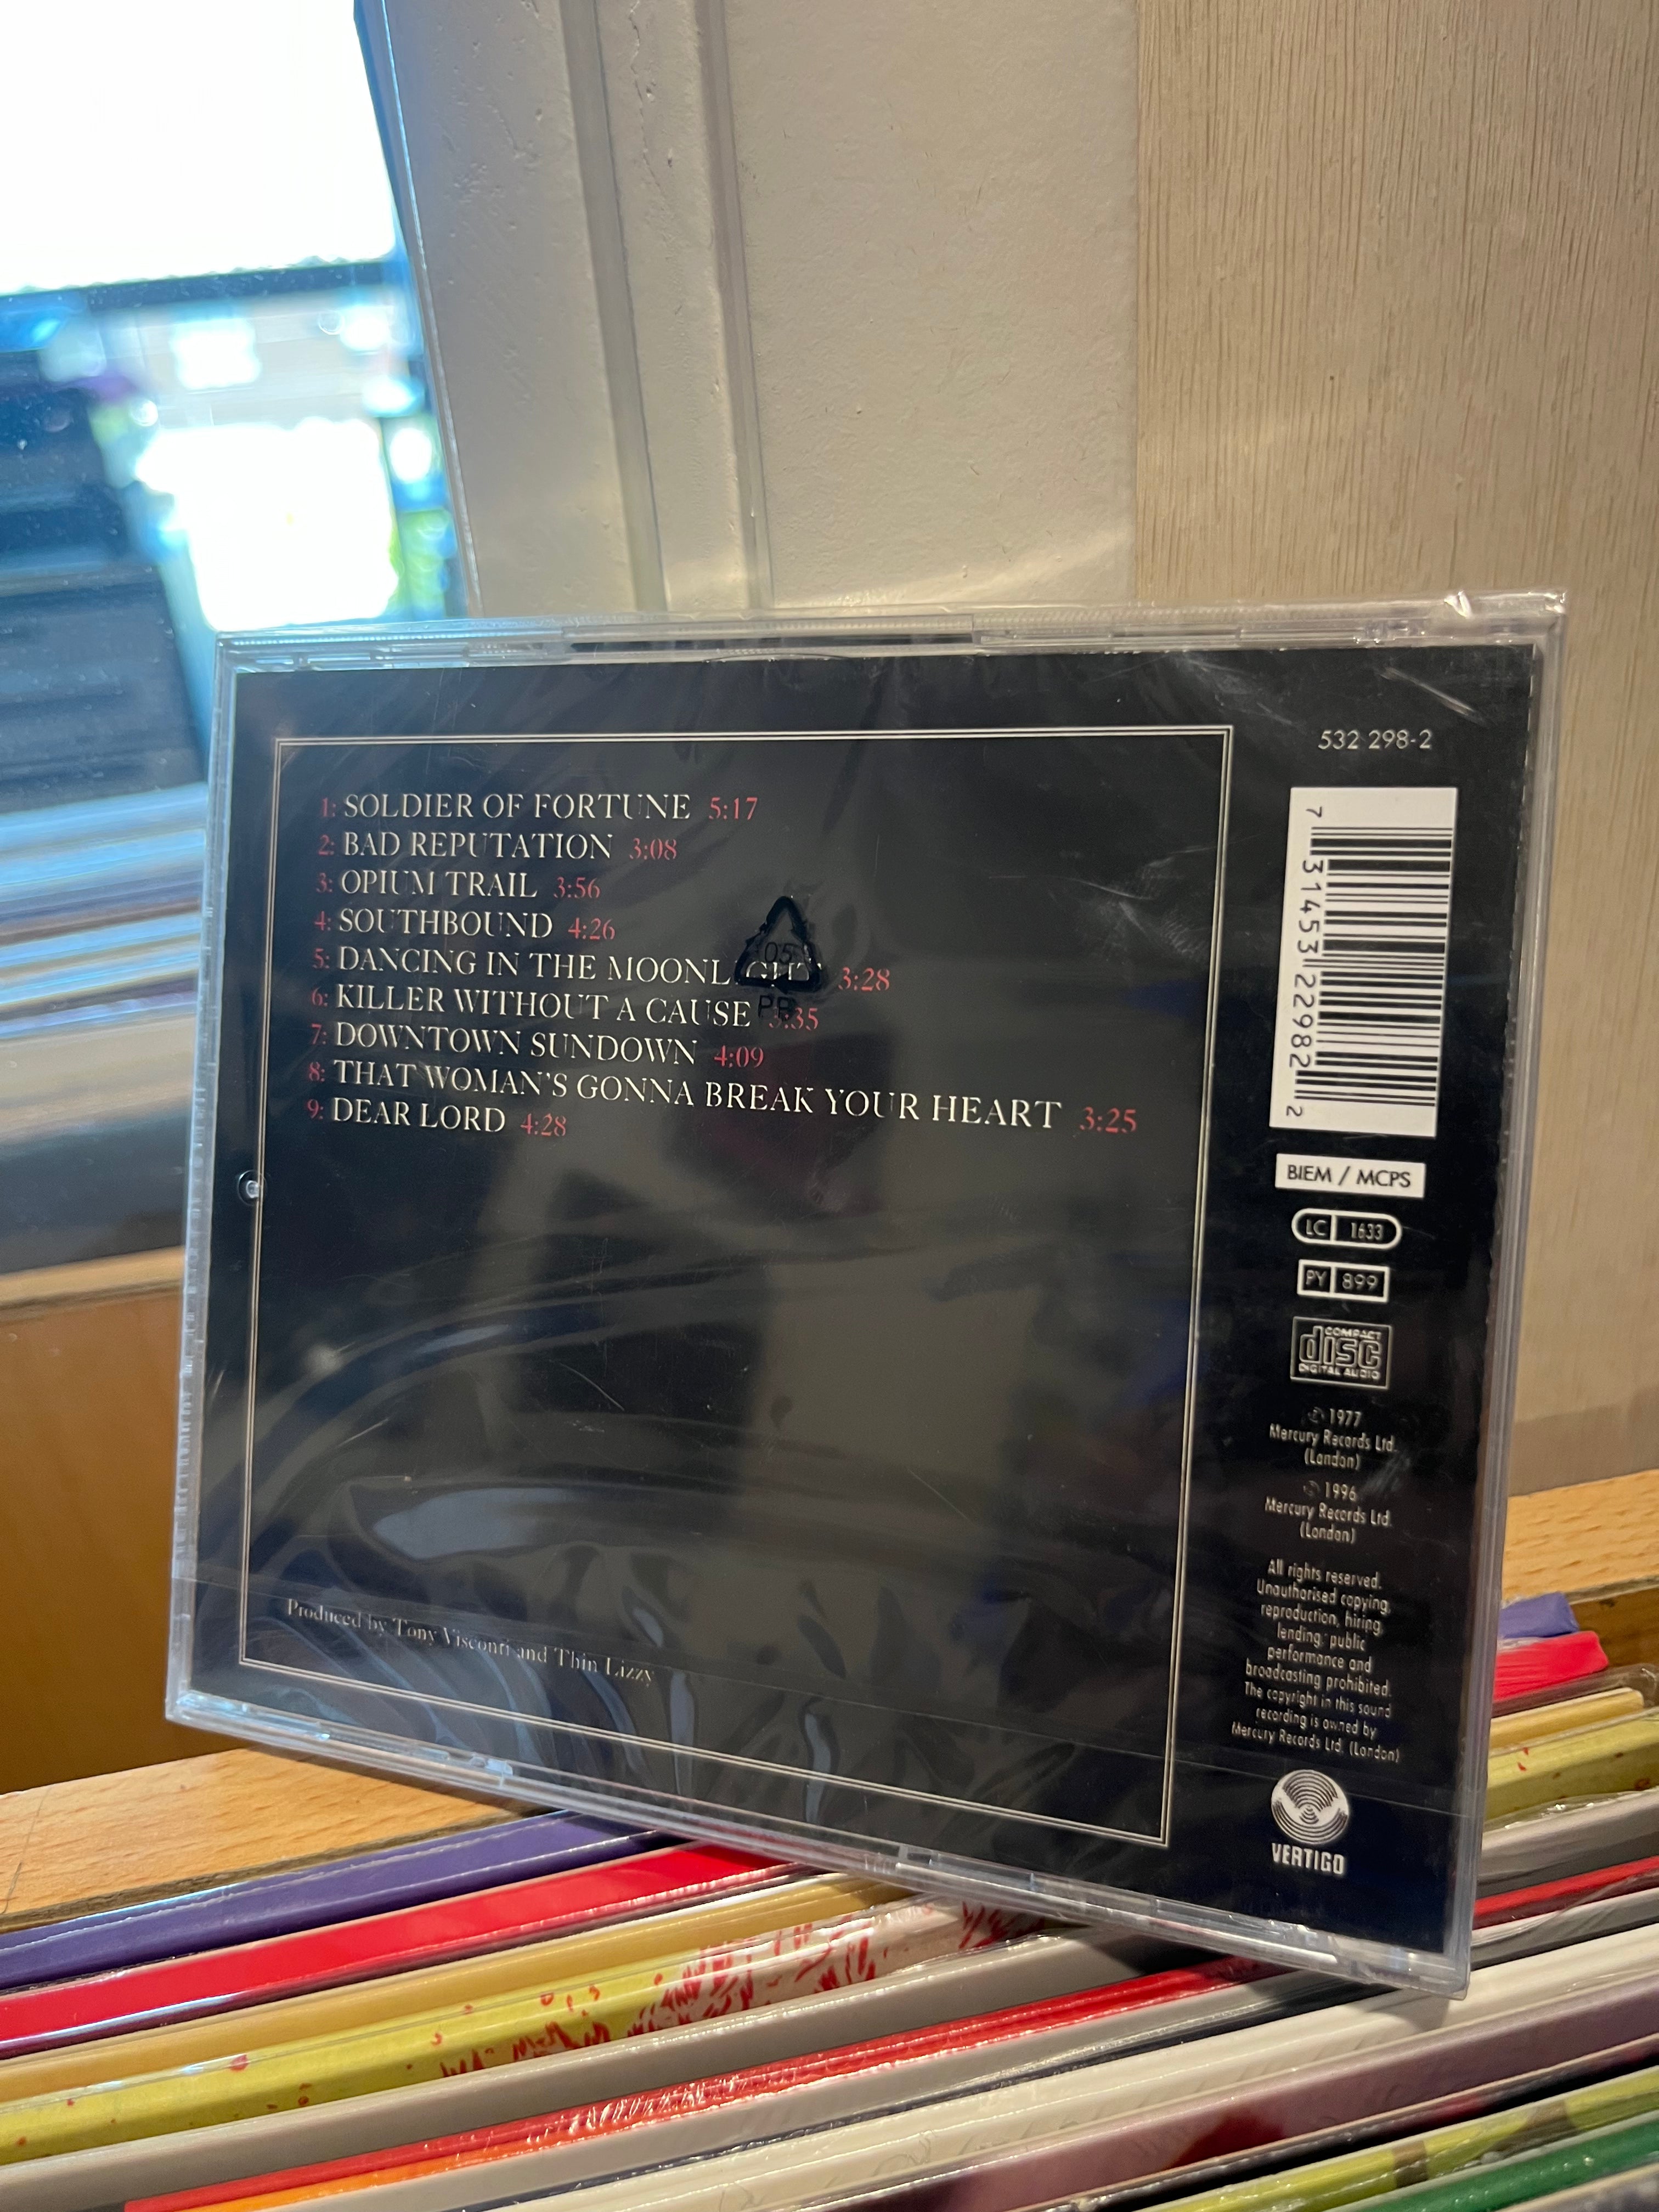 1: SOLDIER OF FORTUNE 5:17
2: BAD REPUTATION 3:08
3: OPIUM TRAIL 3:56
4: SOUTHBOUND 4:26
5: DANCING IN THE MOONLIGHT 3:28
6: KILLER WITHOUT A CAUSE 3:35
7: DOWNTOWN SUNDOWN 4:09
8: THAT WOMAN'S GONNA BREAK YOUR HEART 3:25
9: DEAR LORD 4:28
05
Produced by Tony Visconti and Thin Lizzy
532 298-2
7 31453 22982 2
BIEM / MCPS
LC 1633
PY 899
COMPACT
disc
DIGITAL AUDIO
℗ 1977
Mercury Records Ltd.
(London)
© 1996
Mercury Records Ltd.
(London)
All rights reserved.
Unauthorised copying,
reproduction, hiring,
lending, public
performance and
broadcasting prohibited.
The copyright in this sound
recording is owned by
Mercury Records Ltd. (London)
VERTIGO